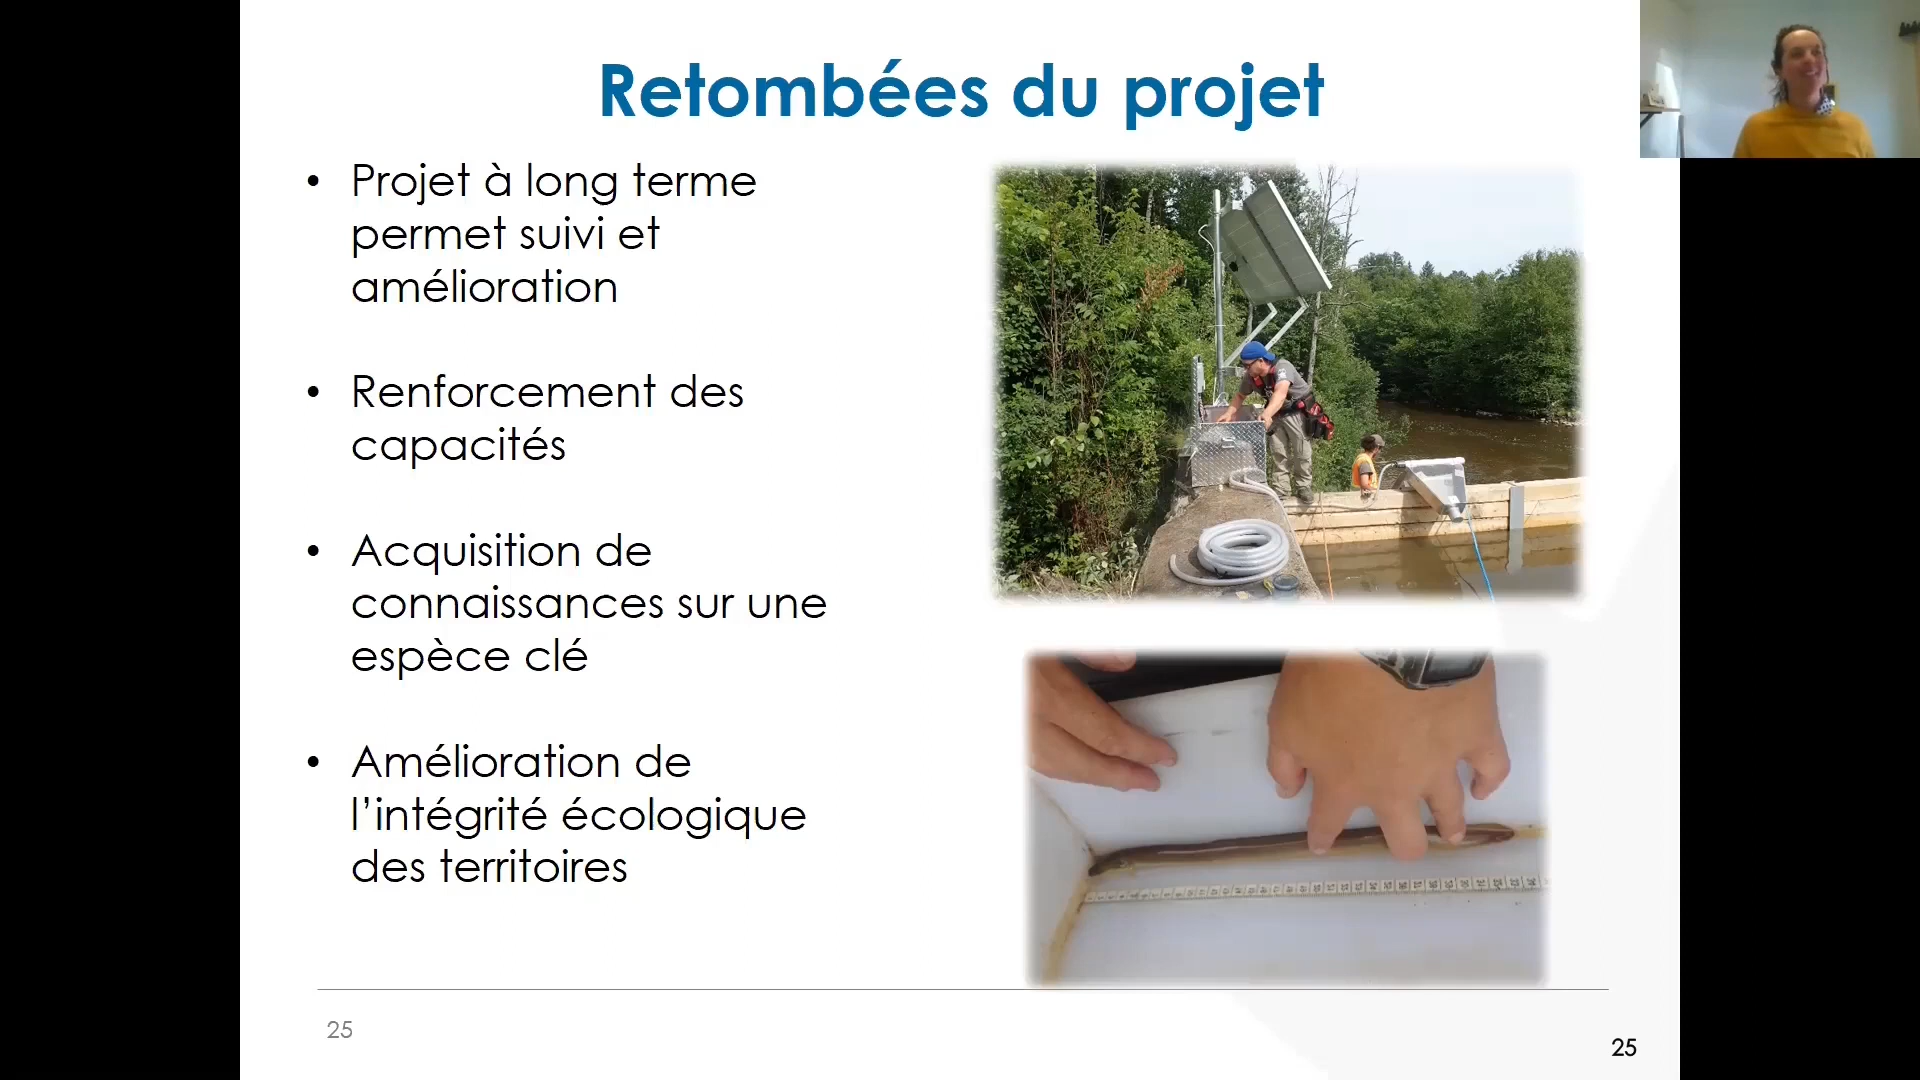 Retombées du projet
• Projet à long terme
permet suivi et
amélioration
• Renforcement des
capacités
• Acquisition de
connaissances sur une
espèce clé
• Amélioration de
l’intégrité écologique
des territoires
25
25